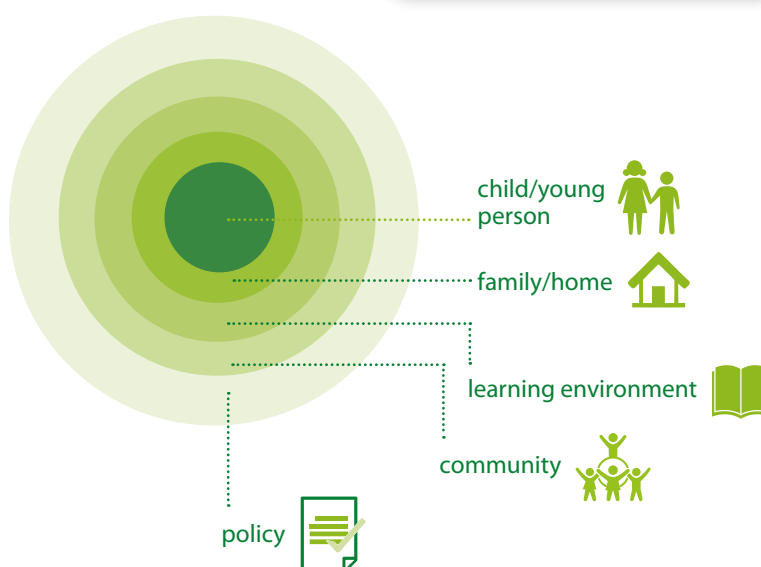 child/young
person
family/home
learning environment
community
policy